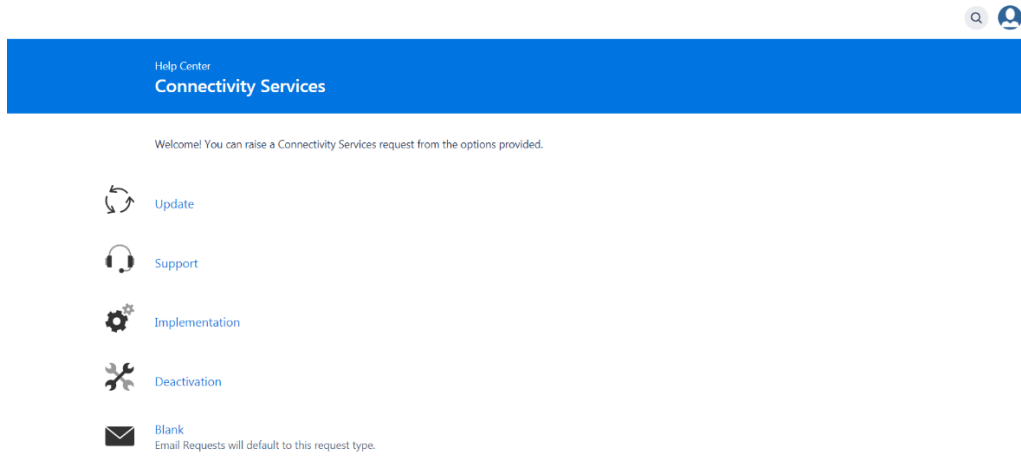 Help Center
Connectivity Services
Welcome! You can raise a Connectivity Services request from the options provided.
Update
Support
Implementation
Deactivation
Blank
Email Requests will default to this request type.